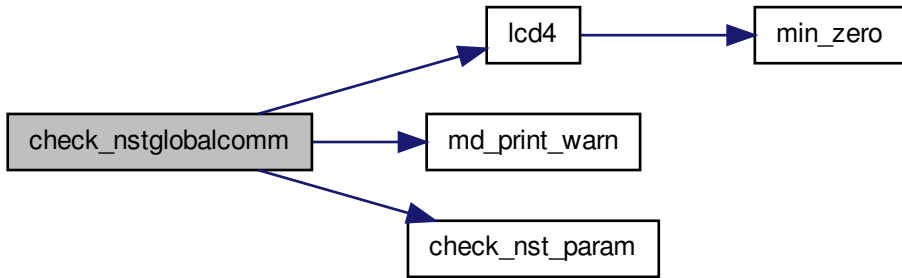 lcd4
min_zero
check_nstglobalcomm
md_print_warn
check_nst_param